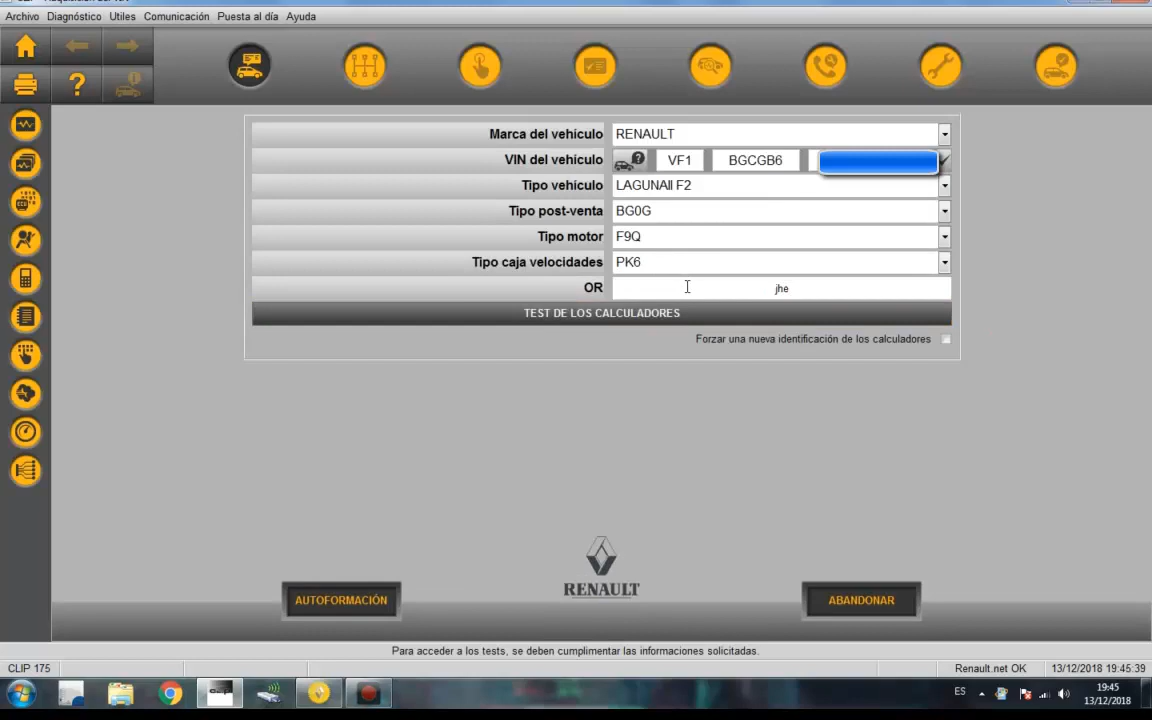 Archivo Diagnóstico Utiles Comunicación Puesta al día Ayuda
Marca del vehículo RENAULT
VIN del vehículo VF1 BGCGB6
Tipo vehículo LAGUNAII F2
Tipo post-venta BG0G
Tipo motor F9Q
Tipo caja velocidades PK6
OR jhe
TEST DE LOS CALCULADORES
Forzar una nueva identificación de los calculadores
RENAULT
AUTOFORMACIÓN ABANDONAR
Para acceder a los tests, se deben cumplimentar las informaciones solicitadas.
CLIP 175 Renault.net OK 13/12/2018 19:45:39
ES 19:45
13/12/2018